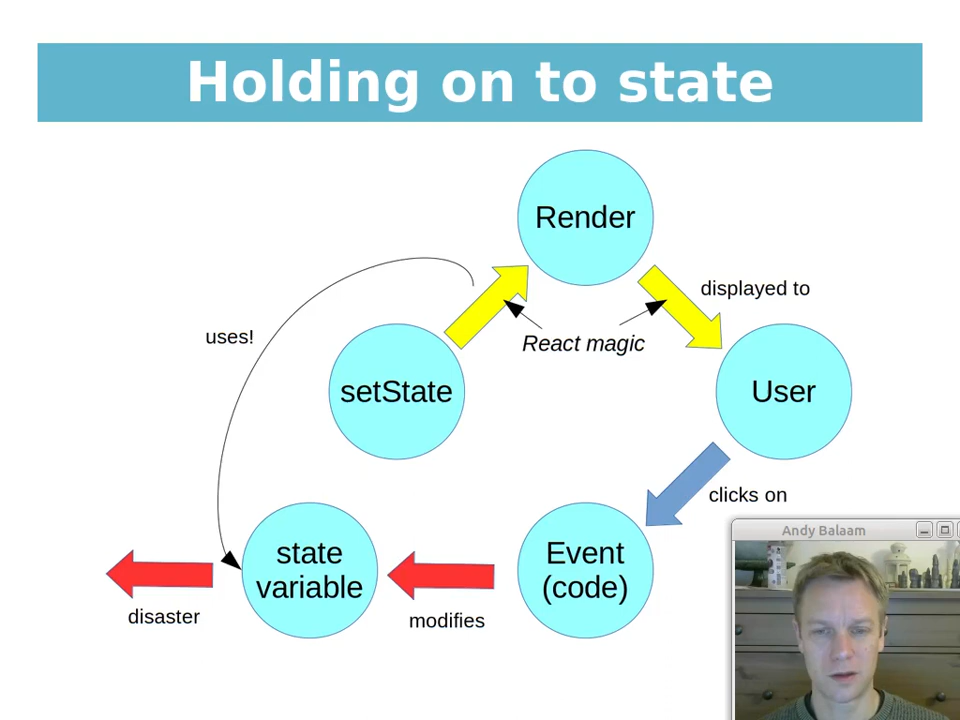 Holding on to state
Render
displayed to
uses!
React magic
setState
User
clicks on
Andy Balaam
state
variable
Event
(code)
disaster
modifies